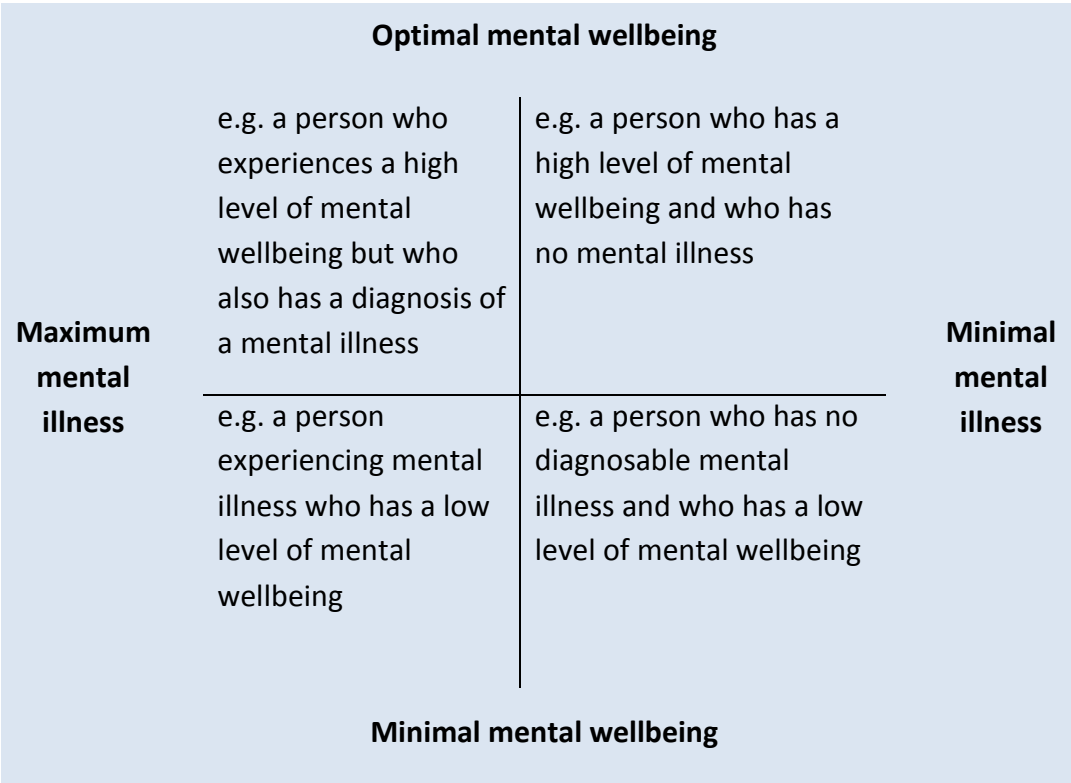 Optimal mental wellbeing
e.g. a person who
experiences a high
level of mental
wellbeing but who
also has a diagnosis of
a mental illness
e.g. a person who has a
high level of mental
wellbeing and who has
no mental illness
Maximum
mental
illness
Minimal
mental
illness
e.g. a person
experiencing mental
illness who has a low
level of mental
wellbeing
e.g. a person who has no
diagnosable mental
illness and who has a low
level of mental wellbeing
Minimal mental wellbeing